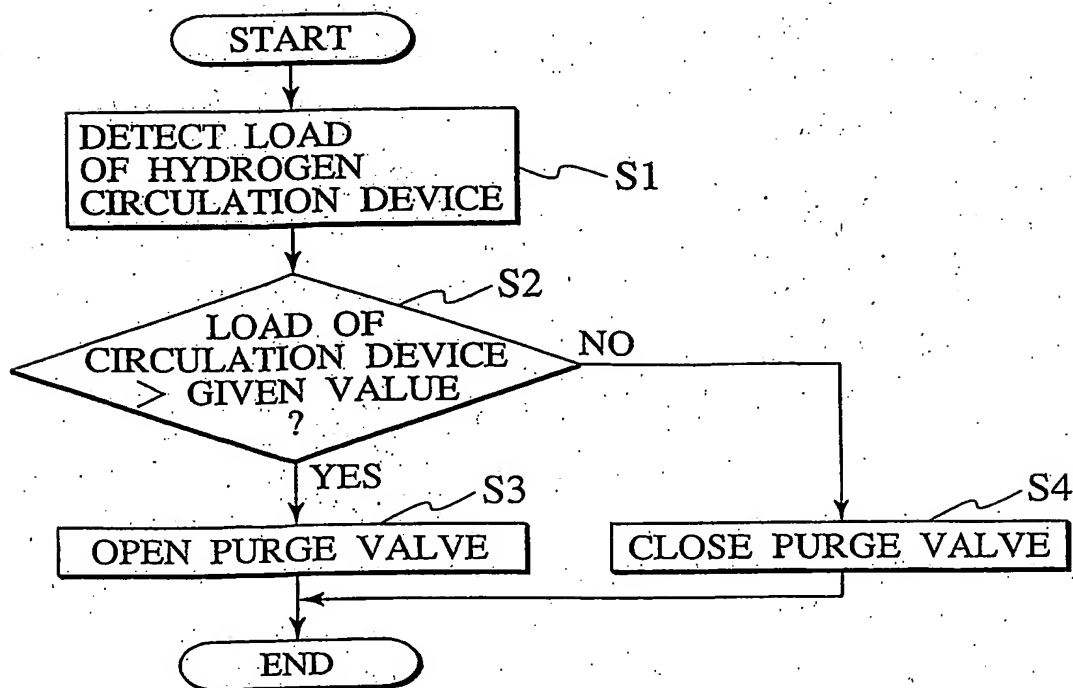 START
DETECT LOAD
OF HYDROGEN
CIRCULATION DEVICE
S1
S2
LOAD OF
CIRCULATION DEVICE
> GIVEN VALUE
?
NO
YES
S3
OPEN PURGE VALVE
S4
CLOSE PURGE VALVE
END